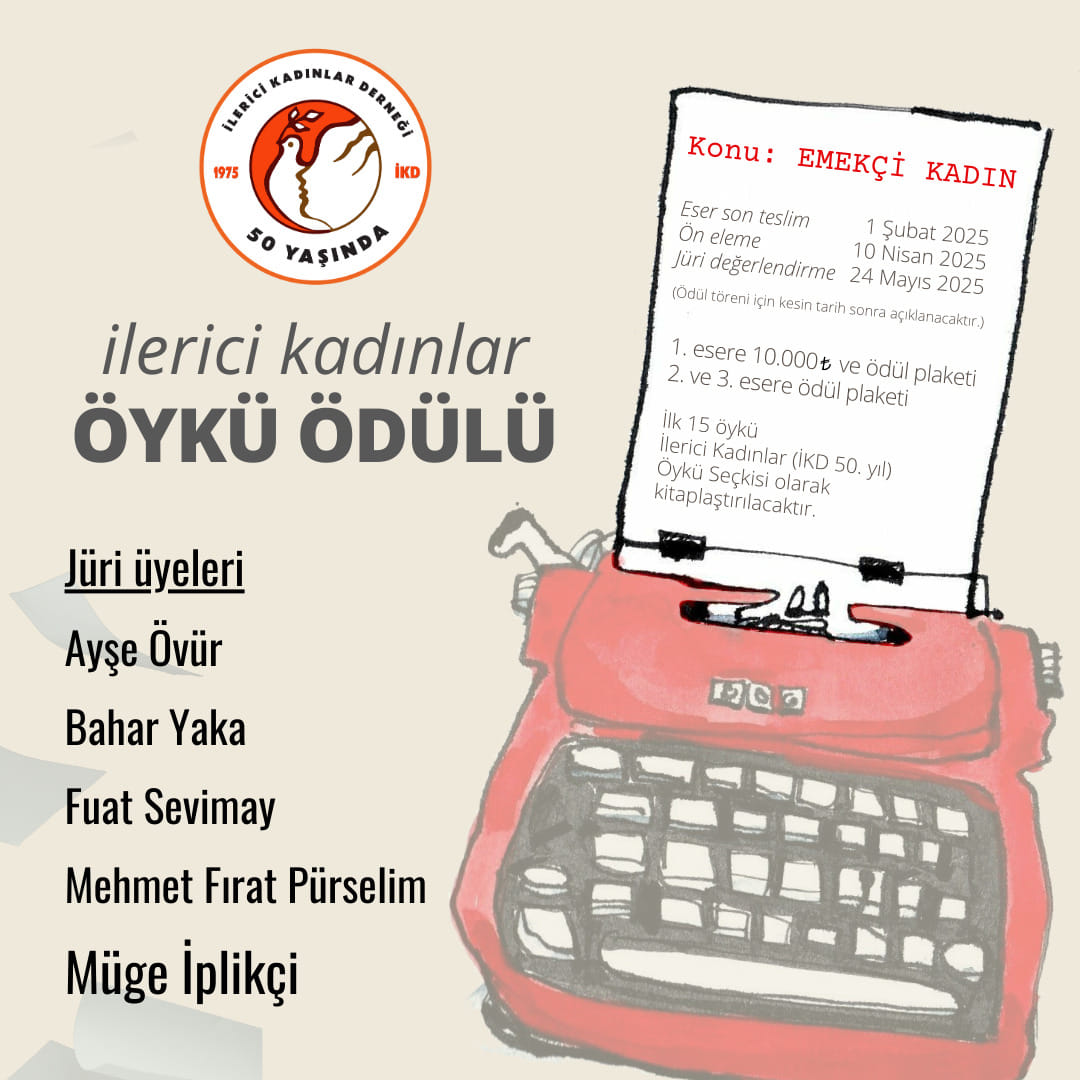 İLERİCİ KADINLAR DERNEĞİ
1975
İKD
50 YAŞINDA
ilerici kadınlar
ÖYKÜ ÖDÜLÜ
Jüri üyeleri
Ayşe Övür
Bahar Yaka
Fuat Sevimay
Mehmet Fırat Pürselim
Müge İplikçi
Konu: EMEKÇİ KADIN
Eser son teslim 1 Şubat 2025
Ön eleme 10 Nisan 2025
Jüri değerlendirme 24 Mayıs 2025
(Ödül töreni için kesin tarih sonra açıklanacaktır.)
1. esere 10.000₺ ve ödül plaketi
2. ve 3. esere ödül plaketi
İlk 15 öykü
İlerici Kadınlar (İKD 50. yıl)
Öykü Seçkisi olarak
kitaplaştırılacaktır.